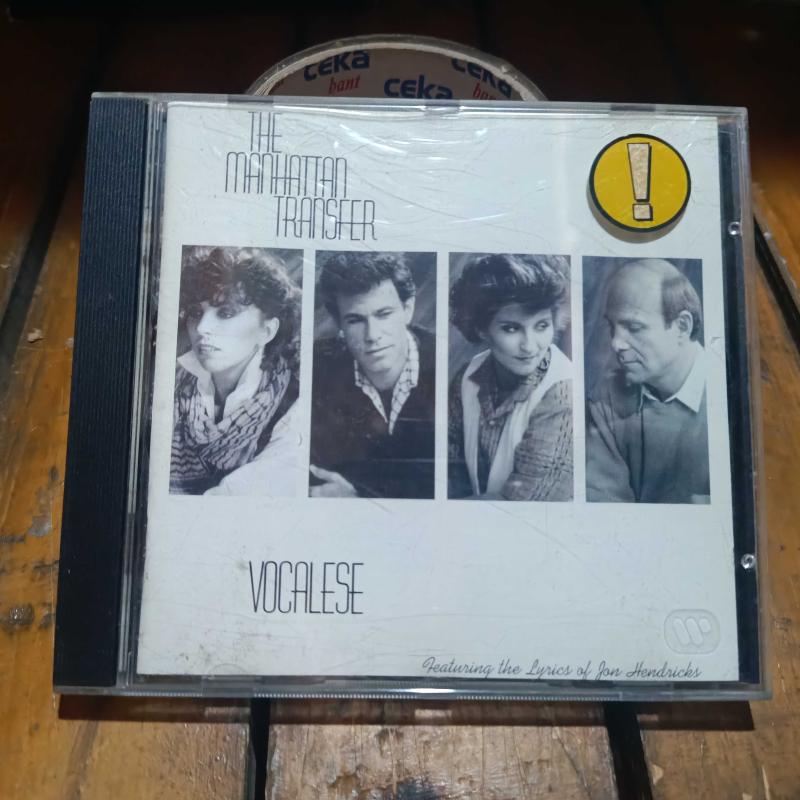 ceka
bant
ceka
ceka
THE
MANHATTAN
TRANSFER
!
VOCALESE
Featuring the Lyrics of Jon Hendricks